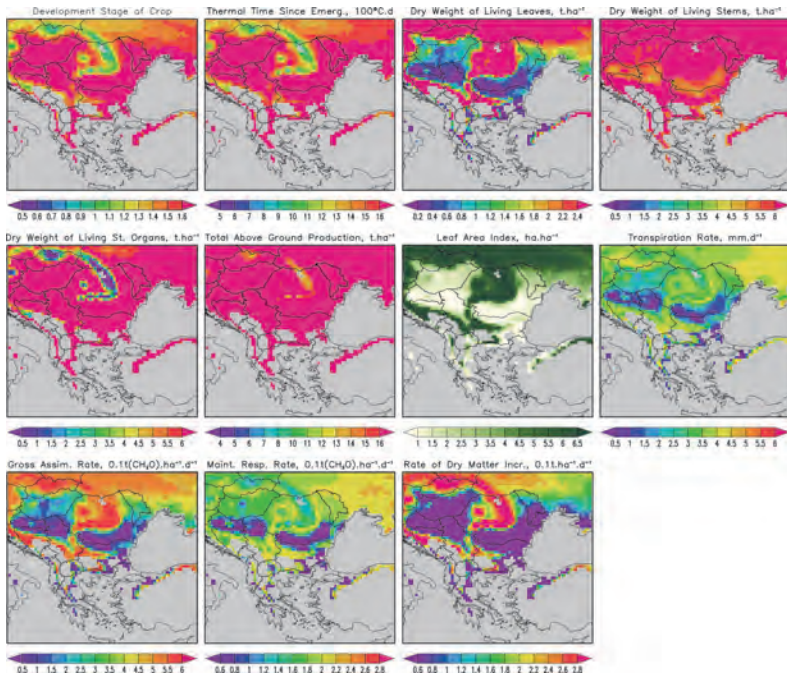 Development Stage of Crop
Thermal Time Since Emerg., 100°C.d
Dry Weight of Living Leaves, t.ha⁻¹
Dry Weight of Living Stems, t.ha⁻¹
0.5 0.6 0.7 0.8 0.9 1 1.1 1.2 1.3 1.4 1.5 1.6
5 6 7 8 9 10 11 12 13 14 15 16
0.2 0.4 0.6 0.8 1 1.2 1.4 1.6 1.8 2 2.2 2.4
0.5 1 1.5 2 2.5 3 3.5 4 4.5 5 5.5 6
Dry Weight of Living St. Organs, t.ha⁻¹
Total Above Ground Production, t.ha⁻¹
Leaf Area Index, ha.ha⁻¹
Transpiration Rate, mm.d⁻¹
0.5 1 1.5 2 2.5 3 3.5 4 4.5 5 5.5 6
4 5 6 7 8 9 10 11 12 13 14 15 16
1 1.5 2 2.5 3 3.5 4 4.5 5 5.5 6 6.5
0.5 1 1.5 2 2.5 3 3.5 4 4.5 5 5.5 6
Gross Assim. Rate, 0.1t(CH₂O).ha⁻¹.d⁻¹
Maint. Resp. Rate, 0.1t(CH₂O).ha⁻¹.d⁻¹
Rate of Dry Matter Incr., 0.1t.ha⁻¹.d⁻¹
0.5 1 1.5 2 2.5 3 3.5 4 4.5 5 5.5 6
0.6 0.8 1 1.2 1.4 1.6 1.8 2 2.2 2.4 2.6 2.8
0.6 0.8 1 1.2 1.4 1.6 1.8 2 2.2 2.4 2.6 2.8